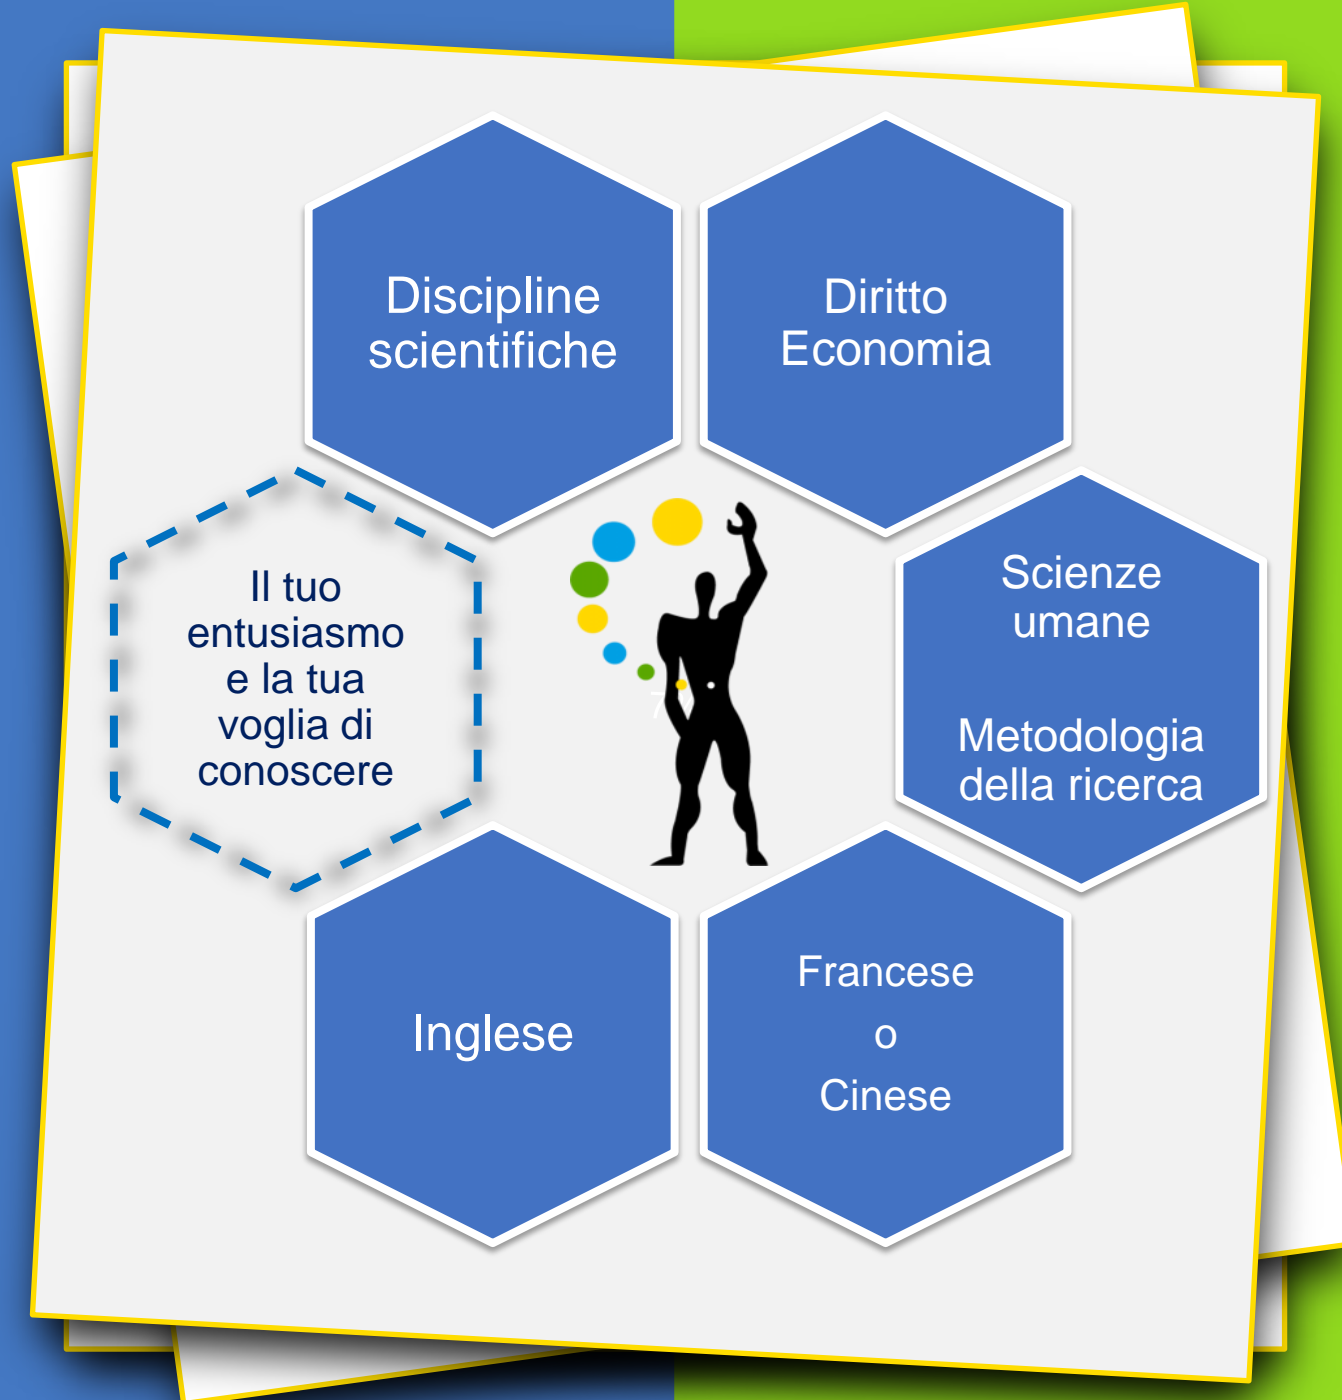 Discipline
scientifiche
Diritto
Economia
Il tuo
entusiasmo
e la tua
voglia di
conoscere
Scienze
umane
Metodologia
della ricerca
Inglese
Francese
o
Cinese